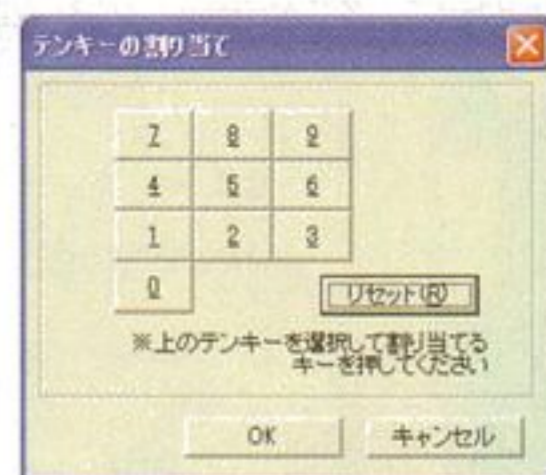 テンキーの割り当て
7 8 9
4 5 6
1 2 3
0
リセット(R)
※上のテンキーを選択して割り当てる
キーを押してください
OK キャンセル